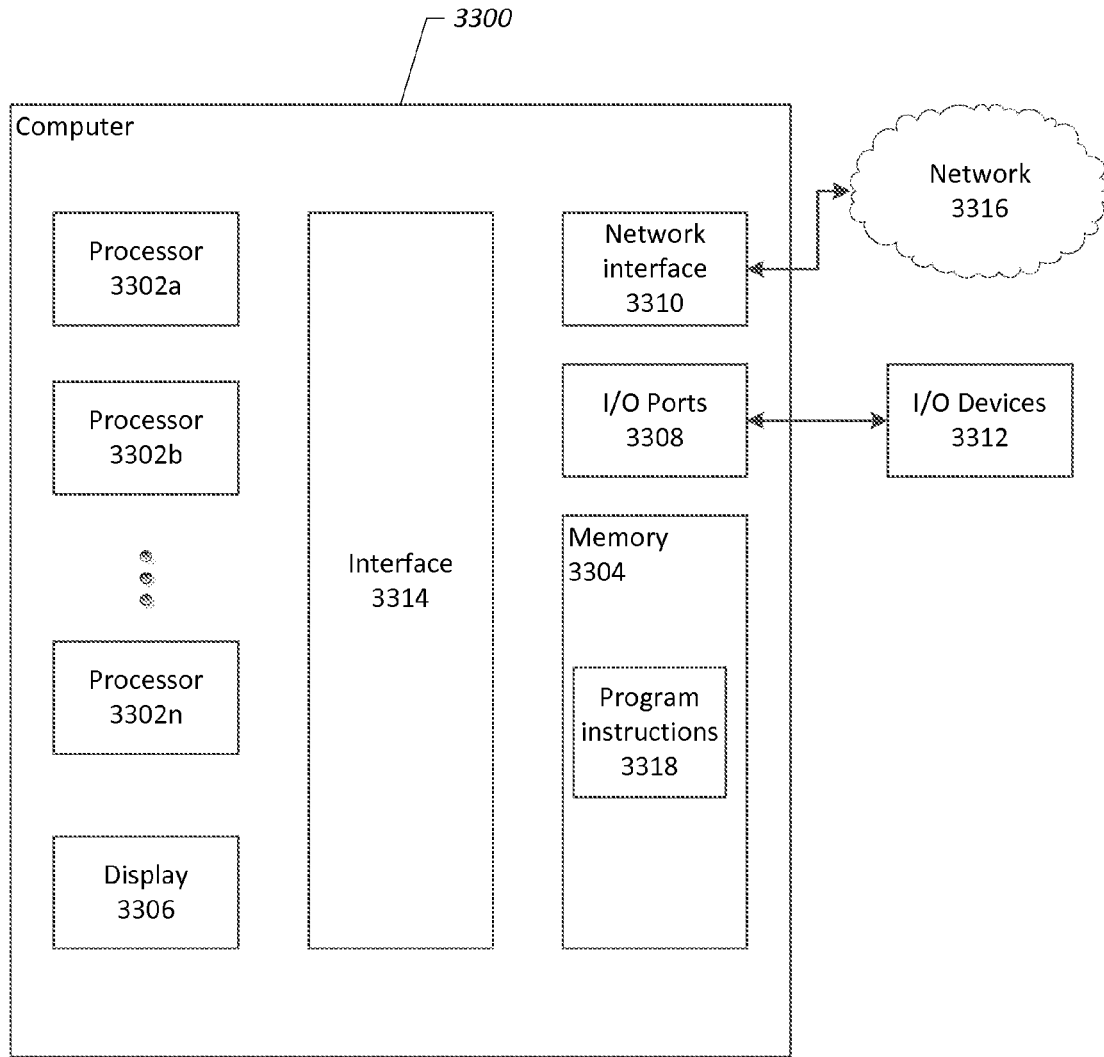 3300
Computer
Processor
3302a
Processor
3302b
Processor
3302n
Display
3306
Interface
3314
Network
interface
3310
I/O Ports
3308
Memory
3304
Program
instructions
3318
Network
3316
I/O Devices
3312